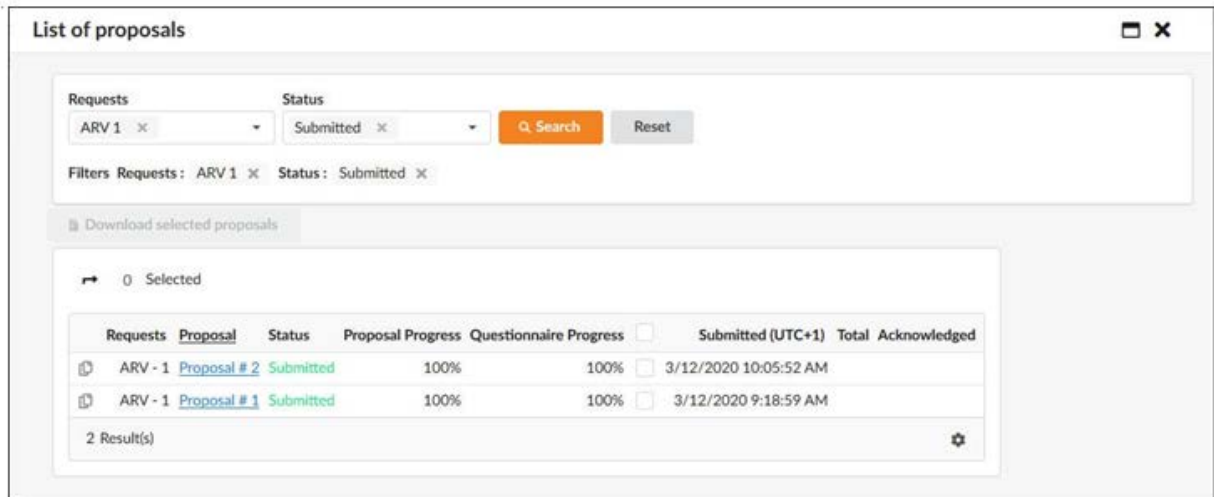 List of proposals
Requests Status
ARV 1 Submitted Search Reset
Filters Requests : ARV 1 Status : Submitted
Download selected proposals
0 Selected
Requests Proposal Status Proposal Progress Questionnaire Progress Submitted (UTC+1) Total Acknowledged
ARV - 1 Proposal # 2 Submitted 100% 100% 3/12/2020 10:05:52 AM
ARV - 1 Proposal # 1 Submitted 100% 100% 3/12/2020 9:18:59 AM
2 Result(s)